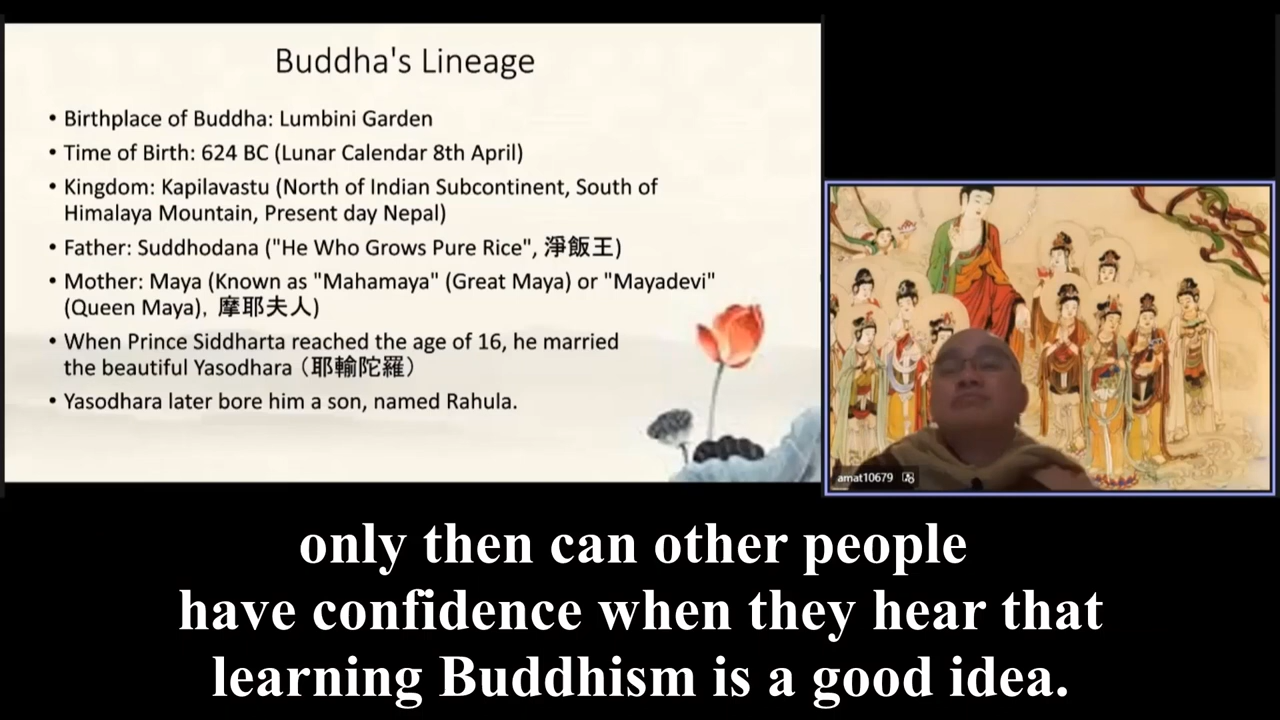 Buddha's Lineage
• Birthplace of Buddha: Lumbini Garden
• Time of Birth: 624 BC (Lunar Calendar 8th April)
• Kingdom: Kapilavastu (North of Indian Subcontinent, South of
Himalaya Mountain, Present day Nepal)
• Father: Suddhodana ("He Who Grows Pure Rice", 淨飯王)
• Mother: Maya (Known as "Mahamaya" (Great Maya) or "Mayadevi"
(Queen Maya), 摩耶夫人)
• When Prince Siddharta reached the age of 16, he married
the beautiful Yasodhara（耶輸陀羅）
• Yasodhara later bore him a son, named Rahula.
amat10679
only then can other people
have confidence when they hear that
learning Buddhism is a good idea.